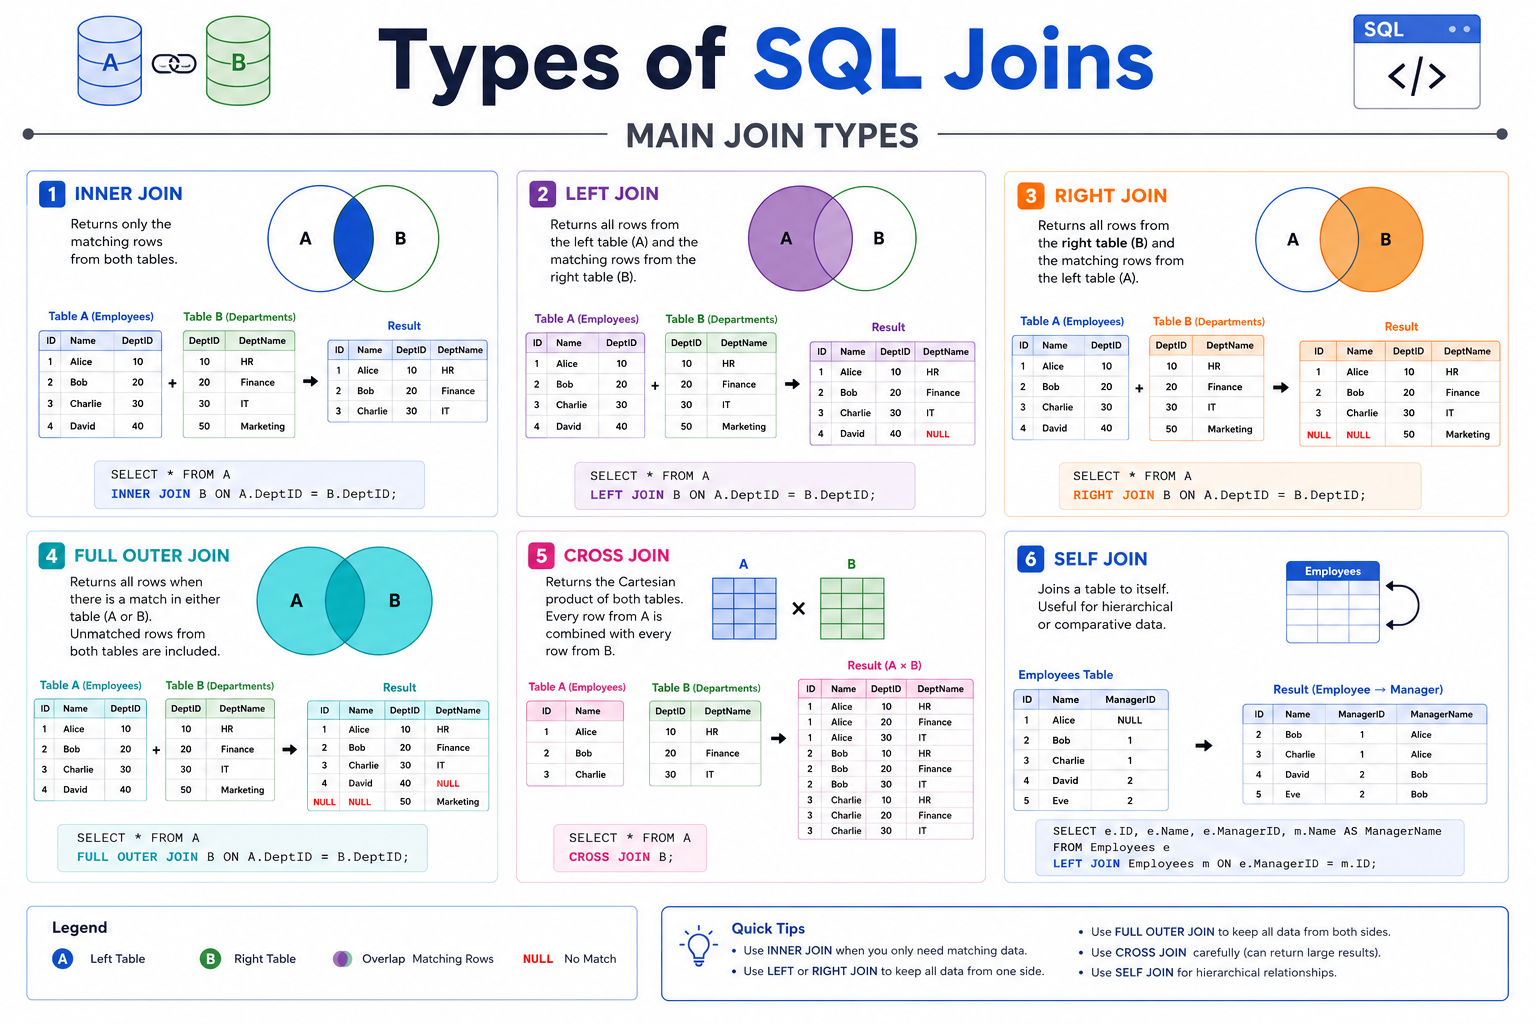 A
B
Types of SQL Joins
SQL
</>
MAIN JOIN TYPES
1 INNER JOIN
Returns only the
matching rows
from both tables.
A B
Table A (Employees)
ID Name DeptID
1 Alice 10
2 Bob 20
3 Charlie 30
4 David 40
+
Table B (Departments)
DeptID DeptName
10 HR
20 Finance
30 IT
50 Marketing
Result
ID Name DeptID DeptName
1 Alice 10 HR
2 Bob 20 Finance
3 Charlie 30 IT
SELECT * FROM A
INNER JOIN B ON A.DeptID = B.DeptID;
2 LEFT JOIN
Returns all rows from
the left table (A) and the
matching rows from the
right table (B).
A B
Table A (Employees)
ID Name DeptID
1 Alice 10
2 Bob 20
3 Charlie 30
4 David 40
+
Table B (Departments)
DeptID DeptName
10 HR
20 Finance
30 IT
50 Marketing
Result
ID Name DeptID DeptName
1 Alice 10 HR
2 Bob 20 Finance
3 Charlie 30 IT
4 David 40 NULL
SELECT * FROM A
LEFT JOIN B ON A.DeptID = B.DeptID;
3 RIGHT JOIN
Returns all rows from
the right table (B) and
the matching rows from
the left table (A).
A B
Table A (Employees)
ID Name DeptID
1 Alice 10
2 Bob 20
3 Charlie 30
4 David 40
+
Table B (Departments)
DeptID DeptName
10 HR
20 Finance
30 IT
50 Marketing
Result
ID Name DeptID DeptName
1 Alice 10 HR
2 Bob 20 Finance
3 Charlie 30 IT
NULL NULL 50 Marketing
SELECT * FROM A
RIGHT JOIN B ON A.DeptID = B.DeptID;
4 FULL OUTER JOIN
Returns all rows when
there is a match in either
table (A or B).
Unmatched rows from
both tables are included.
A B
Table A (Employees)
ID Name DeptID
1 Alice 10
2 Bob 20
3 Charlie 30
4 David 40
+
Table B (Departments)
DeptID DeptName
10 HR
20 Finance
30 IT
50 Marketing
Result
ID Name DeptID DeptName
1 Alice 10 HR
2 Bob 20 Finance
3 Charlie 30 IT
4 David 40 NULL
NULL NULL 50 Marketing
SELECT * FROM A
FULL OUTER JOIN B ON A.DeptID = B.DeptID;
5 CROSS JOIN
Returns the Cartesian
product of both tables.
Every row from A is
combined with every
row from B.
A × B
Table A (Employees)
ID Name
1 Alice
2 Bob
3 Charlie
Table B (Departments)
DeptID DeptName
10 HR
20 Finance
30 IT
Result (A × B)
ID Name DeptID DeptName
1 Alice 10 HR
1 Alice 20 Finance
1 Alice 30 IT
2 Bob 10 HR
2 Bob 20 Finance
2 Bob 30 IT
3 Charlie 10 HR
3 Charlie 20 Finance
3 Charlie 30 IT
SELECT * FROM A
CROSS JOIN B;
6 SELF JOIN
Joins a table to itself.
Useful for hierarchical
or comparative data.
Employees
Employees Table
ID Name ManagerID
1 Alice NULL
2 Bob 1
3 Charlie 1
4 David 2
5 Eve 2
Result (Employee → Manager)
ID Name ManagerID ManagerName
2 Bob 1 Alice
3 Charlie 1 Alice
4 David 2 Bob
5 Eve 2 Bob
SELECT e.ID, e.Name, e.ManagerID, m.Name AS ManagerName
FROM Employees e
LEFT JOIN Employees m ON e.ManagerID = m.ID;
Legend
A Left Table
B Right Table
Overlap Matching Rows
NULL No Match
Quick Tips
• Use INNER JOIN when you only need matching data.
• Use LEFT or RIGHT JOIN to keep all data from one side.
• Use FULL OUTER JOIN to keep all data from both sides.
• Use CROSS JOIN carefully (can return large results).
• Use SELF JOIN for hierarchical relationships.